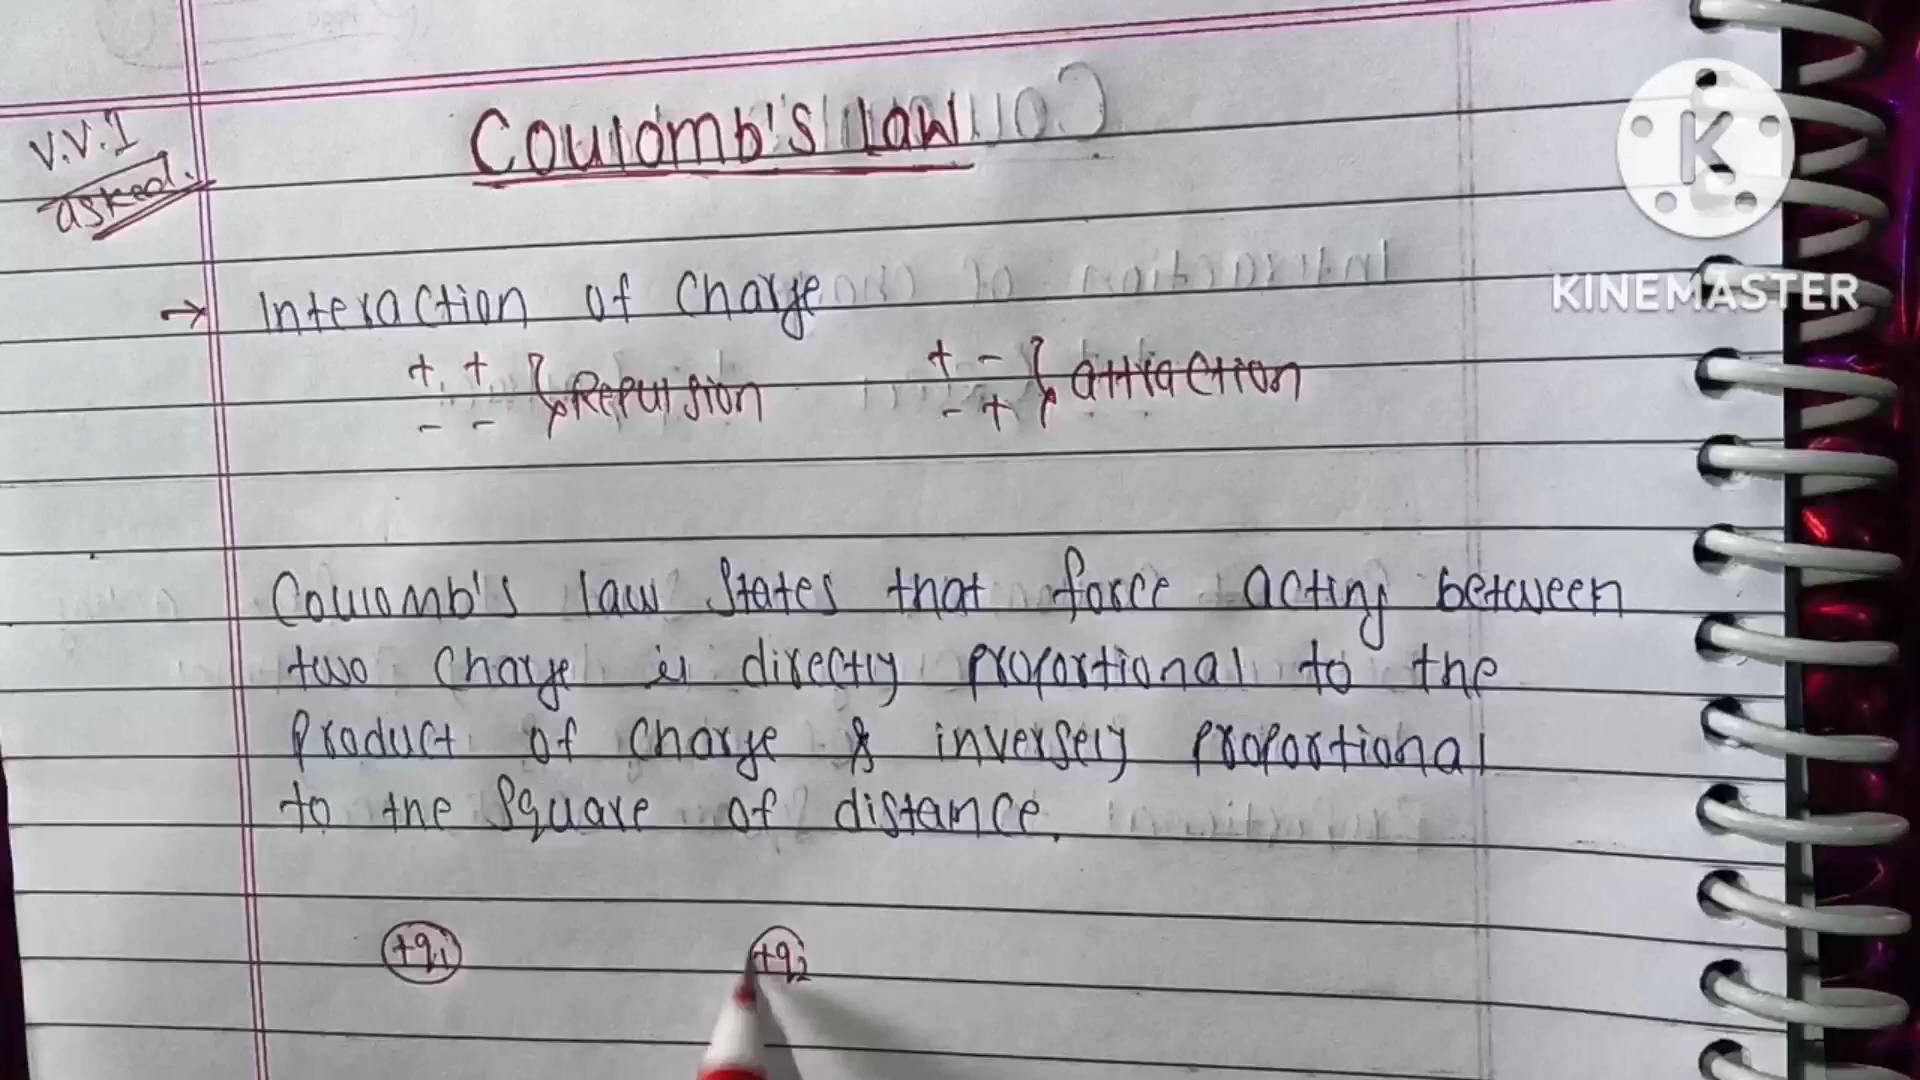 V.V.I
asked.
Coulomb's law
→ Interaction of Charge
+ + } Repulsion + - } attraction
- - - +
Coulomb's law States that force acting between
two Charge is directly proportional to the
Product of Charge & inversely proportional
to the Square of distance.
+q1 +q2
K
KINEMASTER